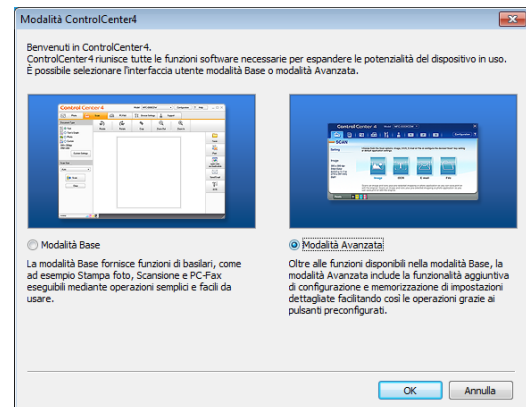 Modalità ControlCenter4
Benvenuti in ControlCenter4.
ControlCenter4 riunisce tutte le funzioni software necessarie per espandere le potenzialità del dispositivo in uso.
È possibile selezionare l'interfaccia utente modalità Base o modalità Avanzata.
Control Center 4
Control Center 4
SCAN
Modalità Base
La modalità Base fornisce funzioni di basilari, come
ad esempio Stampa foto, Scansione e PC-Fax
eseguibili mediante operazioni semplici e facili da
usare.
Modalità Avanzata
Oltre alle funzioni disponibili nella modalità Base, la
modalità Avanzata include la funzionalità aggiuntiva
di configurazione e memorizzazione di impostazioni
dettagliate facilitando così le operazioni grazie ai
pulsanti preconfigurati.
OK
Annulla